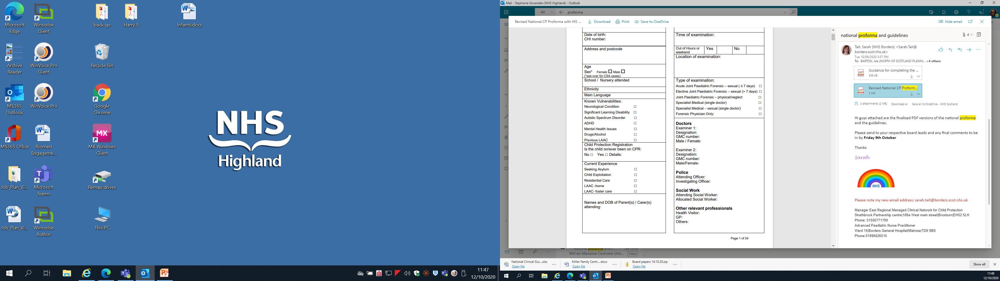 Microsoft Edge
Winscribe Client
back up
Harry S
Infants.docx
Archive Reader
WinVoice Pro Client
Recycle Bin
MS365 Outlook
WinVoice Pro
Google Chrome
MS365 Office
Riomed Engageme...
MX
MX Windows Client
Job_Plan_Vi...
Microsoft Teams
Remap drives
Job_Plan_Vi...
Winscribe Author
This PC
NHS
Highland
11:47
12/10/2020
Mail - Stephanie Govenden (NHS Highland) - Outlook
All
proforma
Revised National CP Proforma with HIS ...
Download
Print
Save to OneDrive
Hide email
Date of birth:
CHI number:
Address and postcode
Age
Sex* Female Male
(*see over for CSA cases)
School / Nursery attended
Ethnicity
Main Language
Known Vulnerabilities:
Neurological Condition
Significant Learning Disability
Autistic Spectrum Disorder
ADHD
Mental Health Issues
Drugs/Alcohol
Previous LAAC
Child Protection Registration
Is the child on/ever been on CPR:
No Yes Details:
Current Experience
Seeking Asylum
Child Exploitation
Residential Care
LAAC -home
LAAC- foster care
Names and DOB of Parent(s) / Carer(s)
attending:
Time of examination:
Out of Hours or weekend Yes No
Location of examination:
Type of examination:
Acute Joint Paediatric Forensic – sexual ( ≤ 7 days)
Elective Joint Paediatric Forensic – sexual (> 7 days)
Joint Paediatric Forensic – physical/neglect
Specialist Medical (single doctor)
Specialist Medical – sexual (single doctor)
Forensic Physician Only:
Doctors
Examiner 1:
Designation:
GMC number:
Male / Female:
Examiner 2:
Designation:
GMC number:
Male/Female:
Police
Attending Officer:
Investigating Officer:
Social Work
Attending Social Worker:
Allocated Social Worker:
Other relevant professionals
Health Visitor:
GP:
Others:
Page 1 of 24
national proforma and guidelines
4
Tait, Sarah (NHS Borders) <Sarah.Tait@
borders.scot.nhs.uk>
Tue 10/06/2020 3:57 PM
To: BARTON, Isla (NORTH OF SCOTLAND PLANNI... +4 others
Guidance for completing the ...
338 KB
Revised National CP Proform...
2 MB
2 attachments (2 MB) Download all Save all to OneDrive - NHS Scotland
Hi guys attached are the finalised PDF versions of the national proforma
and the guidelines.
Please send to your respective board leads and any final comments to be
in by Friday 9th October
Thanks
Sarah
NHS
Please note my new email address: sarah.tait@borders.scot.nhs.uk
Manager East Regional Managed Clinical Network for Child Protection
Strathbrock Partnership centre|189a West main street|Broxburn|EH52 5LH
Phone: 01506771799
Advanced Paediatric Nurse Practitioner
Ward 15|Borders General Hospital|Melrose|TD6 9BS
Phone:01896826015
Will do Marianne Cochrane Unit...
Inbox
National Clinical Gui....xlsx
Open file
Miller Family Centr....docx
Open file
Board papers 14.10.20.zip
Open file
Show all
11:48
12/10/2020